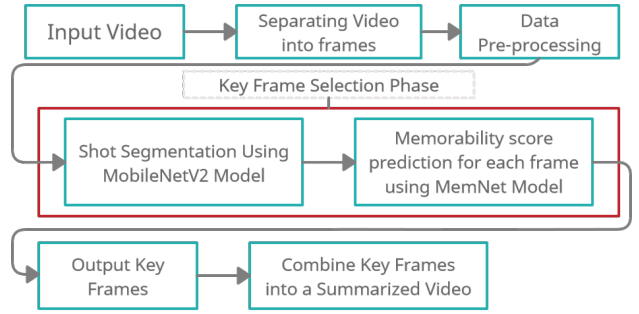 Input Video
Separating Video
into frames
Data
Pre-processing
Key Frame Selection Phase
Shot Segmentation Using
MobileNetV2 Model
Memorability score
prediction for each frame
using MemNet Model
Output Key
Frames
Combine Key Frames
into a Summarized Video